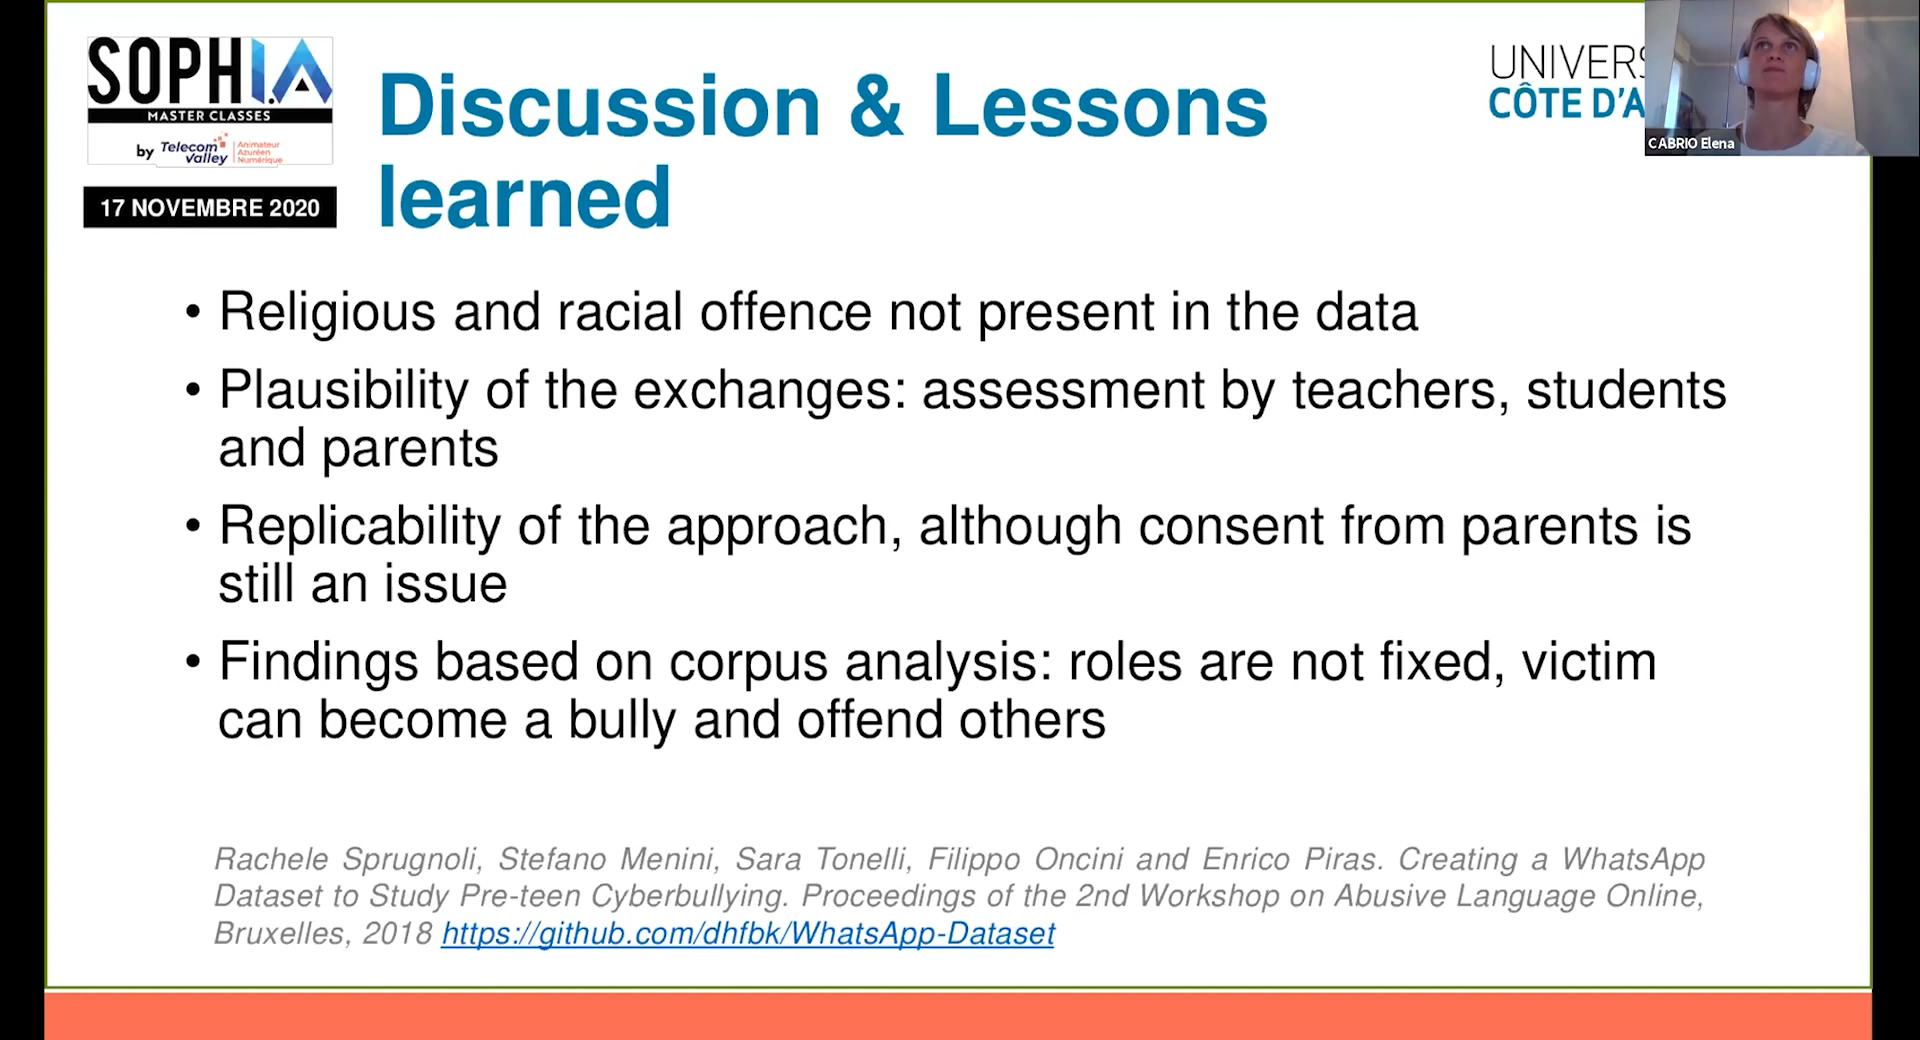 SOPHI.A
MASTER CLASSES
by Telecom Valley
Animateur
Azuréen
Numérique
17 NOVEMBRE 2020
Discussion & Lessons
learned
UNIVERS
CÔTE D'A
CABRIO Elena
• Religious and racial offence not present in the data
• Plausibility of the exchanges: assessment by teachers, students
and parents
• Replicability of the approach, although consent from parents is
still an issue
• Findings based on corpus analysis: roles are not fixed, victim
can become a bully and offend others
Rachele Sprugnoli, Stefano Menini, Sara Tonelli, Filippo Oncini and Enrico Piras. Creating a WhatsApp
Dataset to Study Pre-teen Cyberbullying. Proceedings of the 2nd Workshop on Abusive Language Online,
Bruxelles, 2018 https://github.com/dhfbk/WhatsApp-Dataset